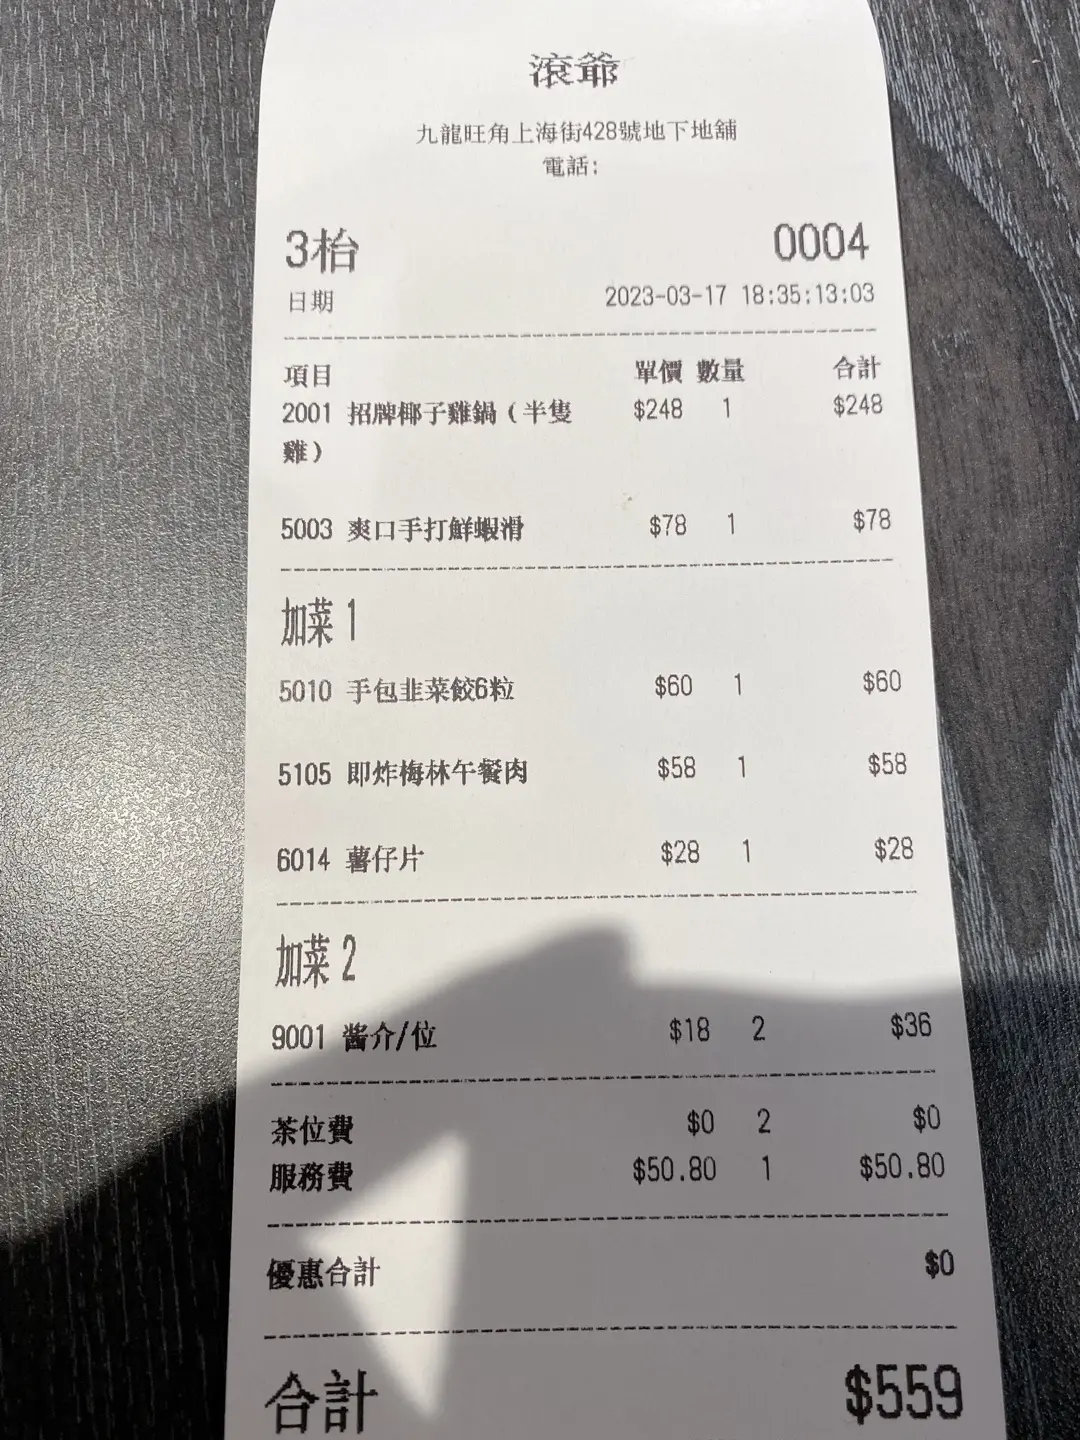 滾爺
九龍旺角上海街428號地下地舖
電話:
3枱 0004
日期 2023-03-17 18:35:13:03
項目 單價 數量 合計
2001 招牌椰子雞鍋(半隻 $248 1 $248
雞)
5003 爽口手打鮮蝦滑 $78 1 $78
加菜 1
5010 手包韭菜餃6粒 $60 1 $60
5105 即炸梅林午餐肉 $58 1 $58
6014 薯仔片 $28 1 $28
加菜 2
9001 酱介/位 $18 2 $36
茶位費 $0 2 $0
服務費 $50.80 1 $50.80
優惠合計 $0
合計 $559